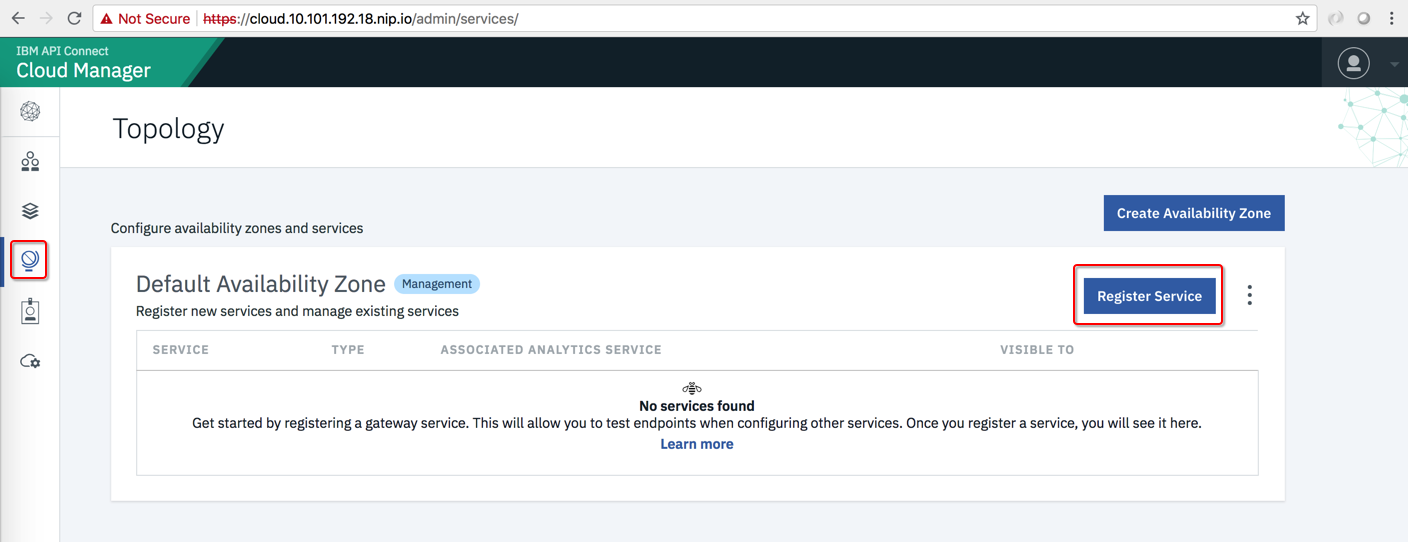 Not Secure | https://cloud.10.101.192.18.nip.io/admin/services/
IBM API Connect
Cloud Manager
Topology
Create Availability Zone
Configure availability zones and services
Default Availability Zone Management
Register Service
Register new services and manage existing services
SERVICE TYPE ASSOCIATED ANALYTICS SERVICE VISIBLE TO
No services found
Get started by registering a gateway service. This will allow you to test endpoints when configuring other services. Once you register a service, you will see it here.
Learn more